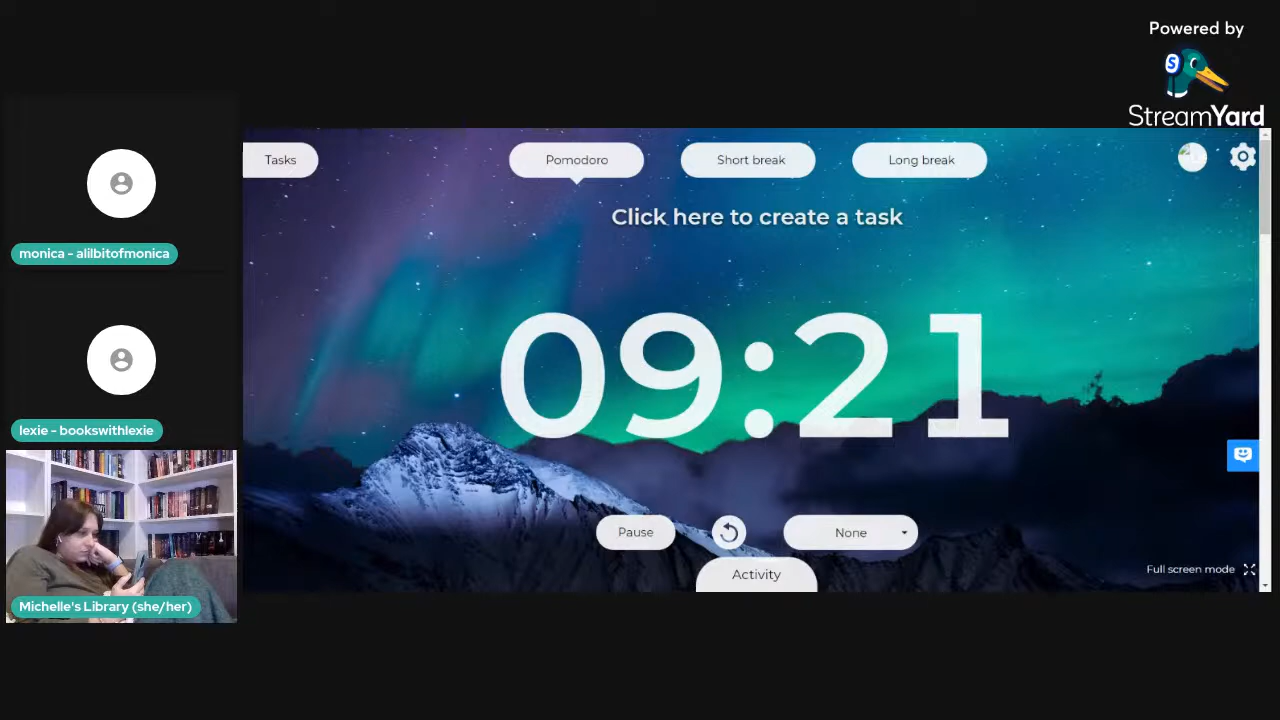 Powered by
StreamYard
Tasks
Pomodoro
Short break
Long break
Click here to create a task
09:21
Pause
None
Activity
Full screen mode
monica - alilbitofmonica
lexie - bookswithlexie
Michelle's Library (she/her)